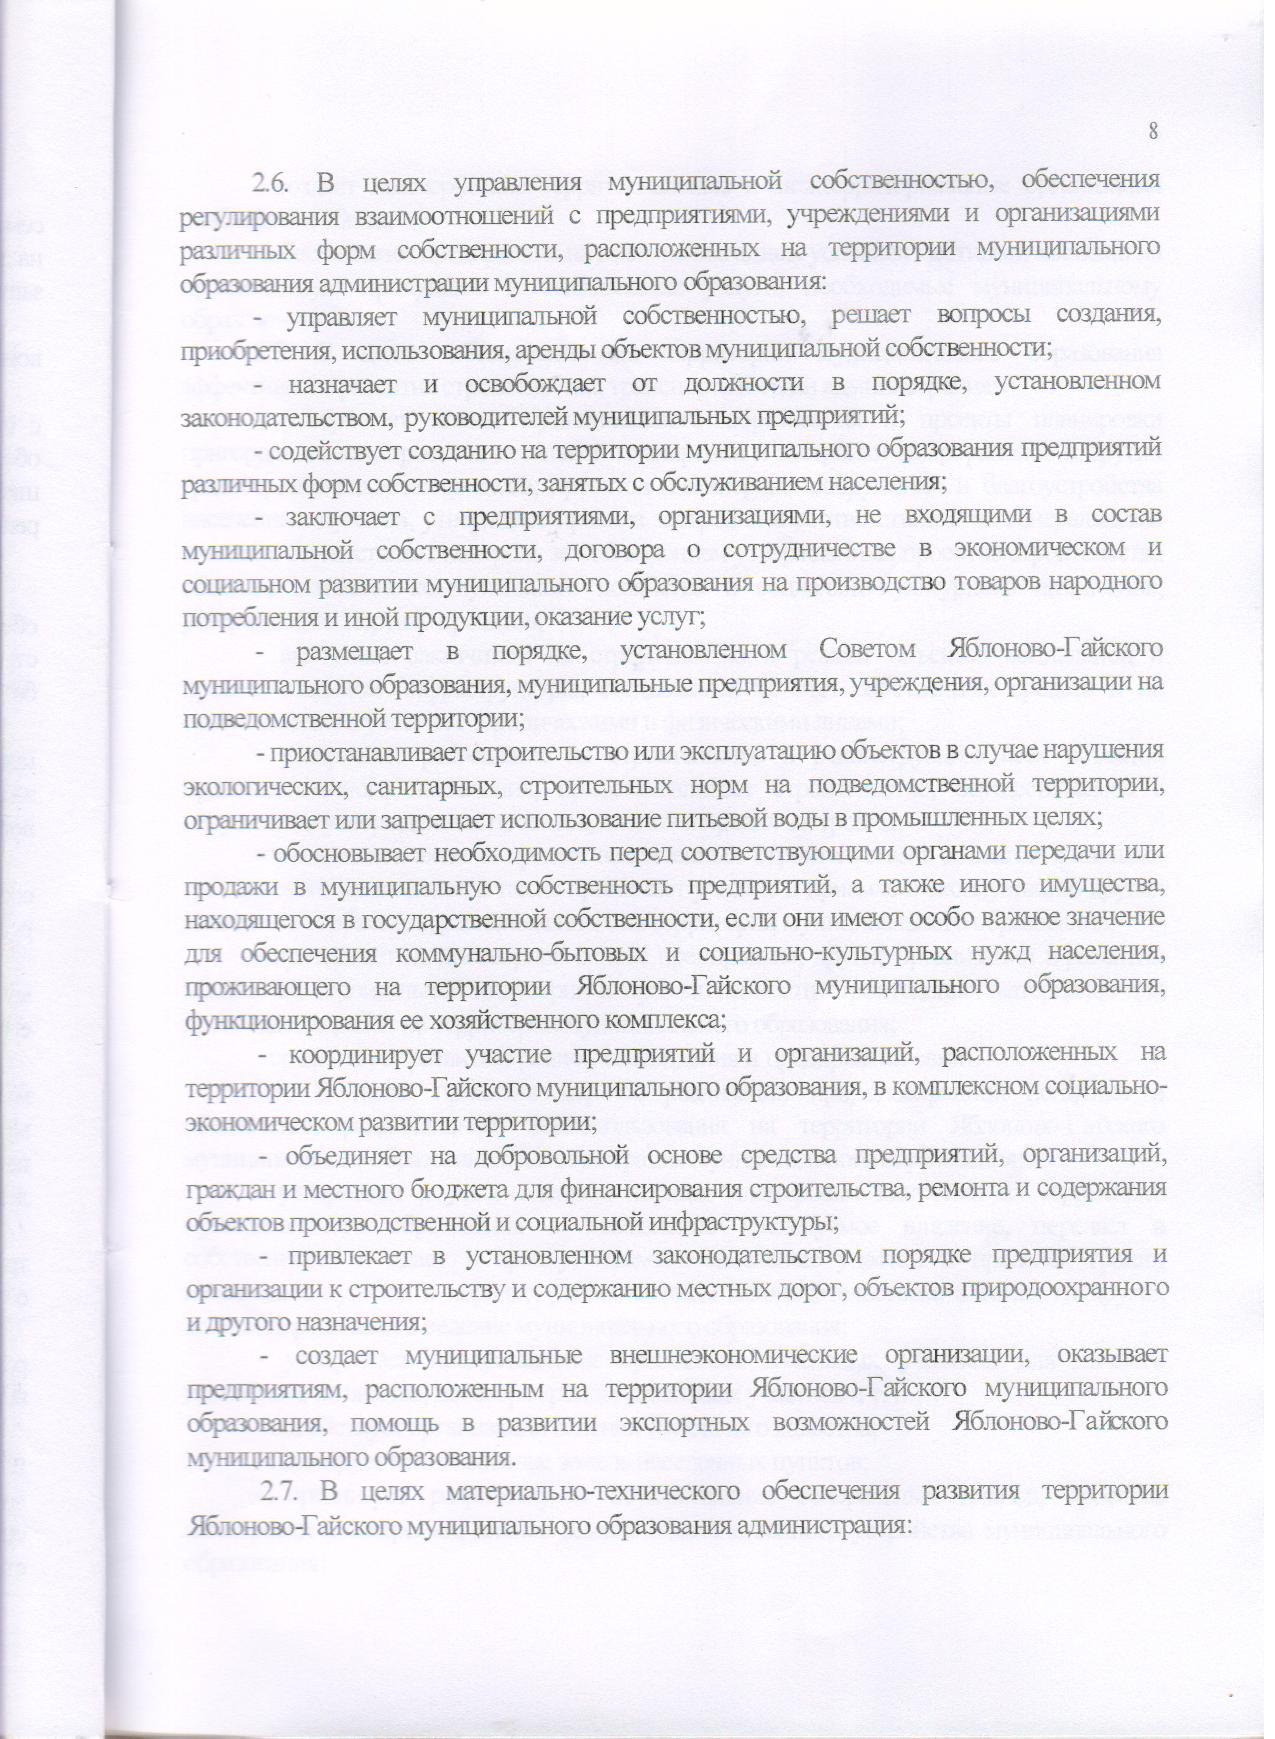 8
2.6. В целях управления муниципальной собственностью, обеспечения
регулирования взаимоотношений с предприятиями, учреждениями и организациями
различных форм собственности, расположенных на территории муниципального
образования администрации муниципального образования:
- управляет муниципальной собственностью, решает вопросы создания,
приобретения, использования, аренды объектов муниципальной собственности;
- назначает и освобождает от должности в порядке, установленном
законодательством, руководителей муниципальных предприятий;
- содействует созданию на территории муниципального образования предприятий
различных форм собственности, занятых с обслуживанием населения;
- заключает с предприятиями, организациями, не входящими в состав
муниципальной собственности, договора о сотрудничестве в экономическом и
социальном развитии муниципального образования на производство товаров народного
потребления и иной продукции, оказание услуг;
- размещает в порядке, установленном Советом Яблоново-Гайского
муниципального образования, муниципальные предприятия, учреждения, организации на
подведомственной территории;
- приостанавливает строительство или эксплуатацию объектов в случае нарушения
экологических, санитарных, строительных норм на подведомственной территории,
ограничивает или запрещает использование питьевой воды в промышленных целях;
- обосновывает необходимость перед соответствующими органами передачи или
продажи в муниципальную собственность предприятий, а также иного имущества,
находящегося в государственной собственности, если они имеют особо важное значение
для обеспечения коммунально-бытовых и социально-культурных нужд населения,
проживающего на территории Яблоново-Гайского муниципального образования,
функционирования ее хозяйственного комплекса;
- координирует участие предприятий и организаций, расположенных на
территории Яблоново-Гайского муниципального образования, в комплексном социально-
экономическом развитии территории;
- объединяет на добровольной основе средства предприятий, организаций,
граждан и местного бюджета для финансирования строительства, ремонта и содержания
объектов производственной и социальной инфраструктуры;
- привлекает в установленном законодательством порядке предприятия и
организации к строительству и содержанию местных дорог, объектов природоохранного
и другого назначения;
- создает муниципальные внешнеэкономические организации, оказывает
предприятиям, расположенным на территории Яблоново-Гайского муниципального
образования, помощь в развитии экспортных возможностей Яблоново-Гайского
муниципального образования.
2.7. В целях материально-технического обеспечения развития территории
Яблоново-Гайского муниципального образования администрация: